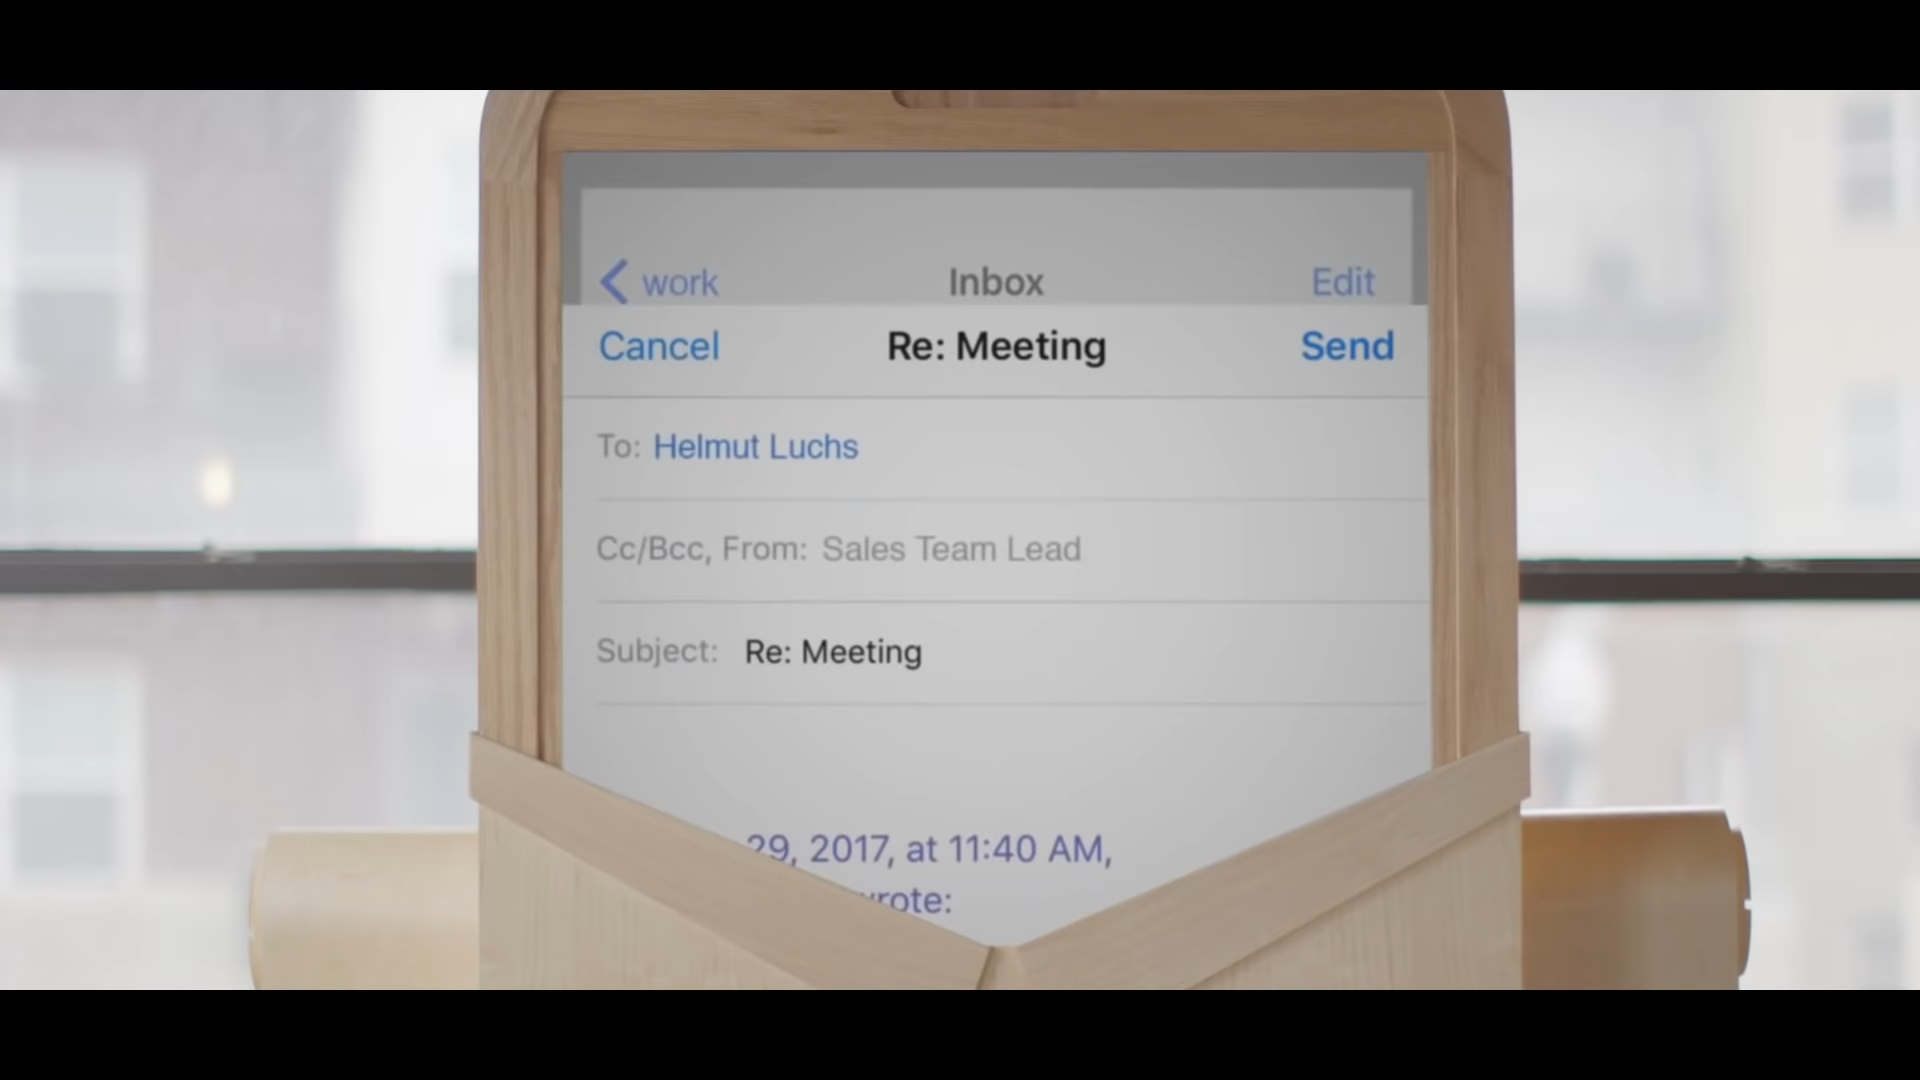 work Inbox Edit
Cancel Re: Meeting Send
To: Helmut Luchs
Cc/Bcc, From: Sales Team Lead
Subject: Re: Meeting
29, 2017, at 11:40 AM,
wrote: